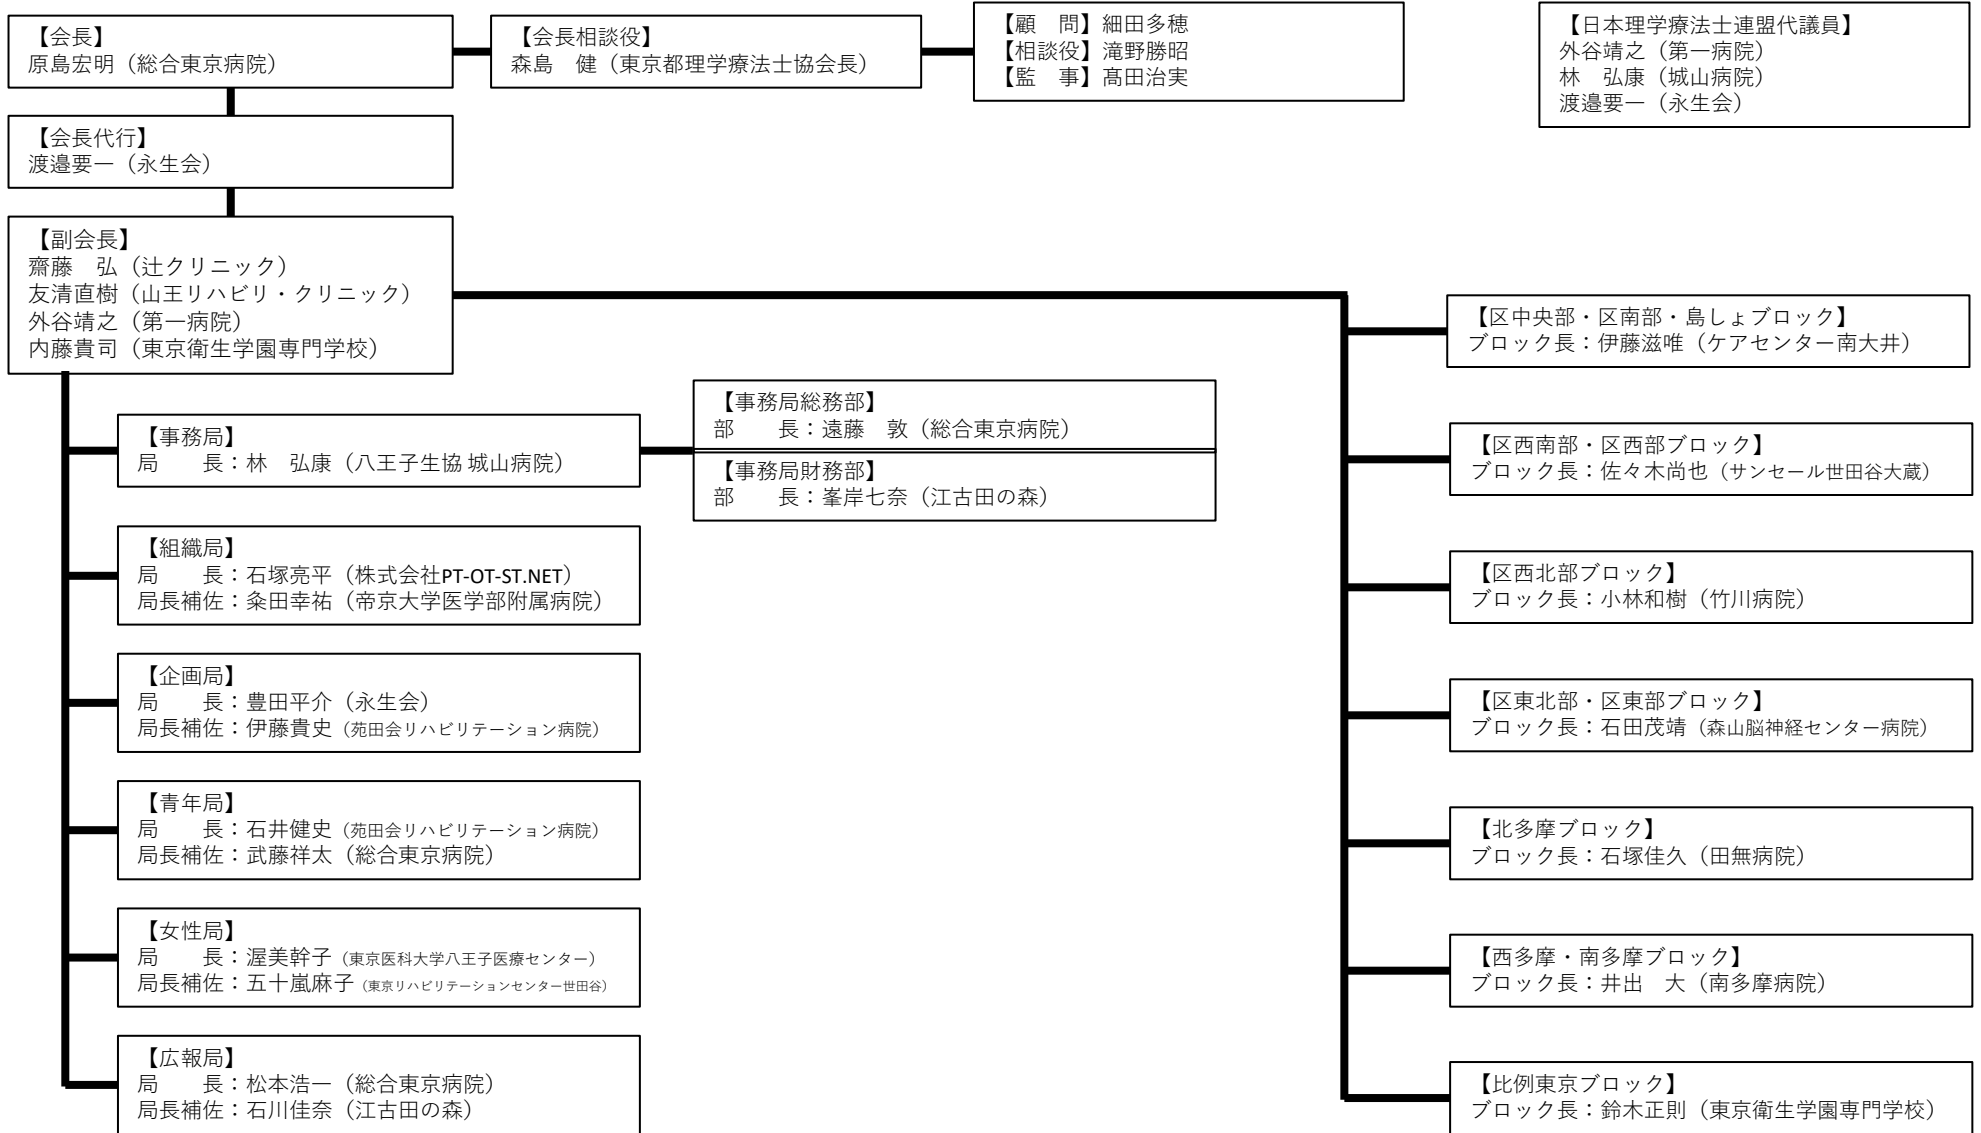 【会長】
原島宏明（総合東京病院）
【会長相談役】
森島　健（東京都理学療法士協会長）
【顧　問】細田多穂
【相談役】滝野勝昭
【監　事】髙田治実
【日本理学療法士連盟代議員】
外谷靖之（第一病院）
林　弘康（城山病院）
渡邉要一（永生会）
【会長代行】
渡邉要一（永生会）
【副会長】
齋藤　弘（辻クリニック）
友清直樹（山王リハビリ・クリニック）
外谷靖之（第一病院）
内藤貴司（東京衛生学園専門学校）
【事務局】
局　　長：林　弘康（八王子生協 城山病院）
【事務局総務部】
部　　長：遠藤　敦（総合東京病院）
【事務局財務部】
部　　長：峯岸七奈（江古田の森）
【組織局】
局　　長：石塚亮平（株式会社PT-OT-ST.NET）
局長補佐：粂田幸祐（帝京大学医学部附属病院）
【企画局】
局　　長：豊田平介（永生会）
局長補佐：伊藤貴史（苑田会リハビリテーション病院）
【青年局】
局　　長：石井健史（苑田会リハビリテーション病院）
局長補佐：武藤祥太（総合東京病院）
【女性局】
局　　長：渥美幹子（東京医科大学八王子医療センター）
局長補佐：五十嵐麻子（東京リハビリテーションセンター世田谷）
【広報局】
局　　長：松本浩一（総合東京病院）
局長補佐：石川佳奈（江古田の森）
【区中央部・区南部・島しょブロック】
ブロック長：伊藤滋唯（ケアセンター南大井）
【区西南部・区西部ブロック】
ブロック長：佐々木尚也（サンセール世田谷大蔵）
【区西北部ブロック】
ブロック長：小林和樹（竹川病院）
【区東北部・区東部ブロック】
ブロック長：石田茂靖（森山脳神経センター病院）
【北多摩ブロック】
ブロック長：石塚佳久（田無病院）
【西多摩・南多摩ブロック】
ブロック長：井出　大（南多摩病院）
【比例東京ブロック】
ブロック長：鈴木正則（東京衛生学園専門学校）